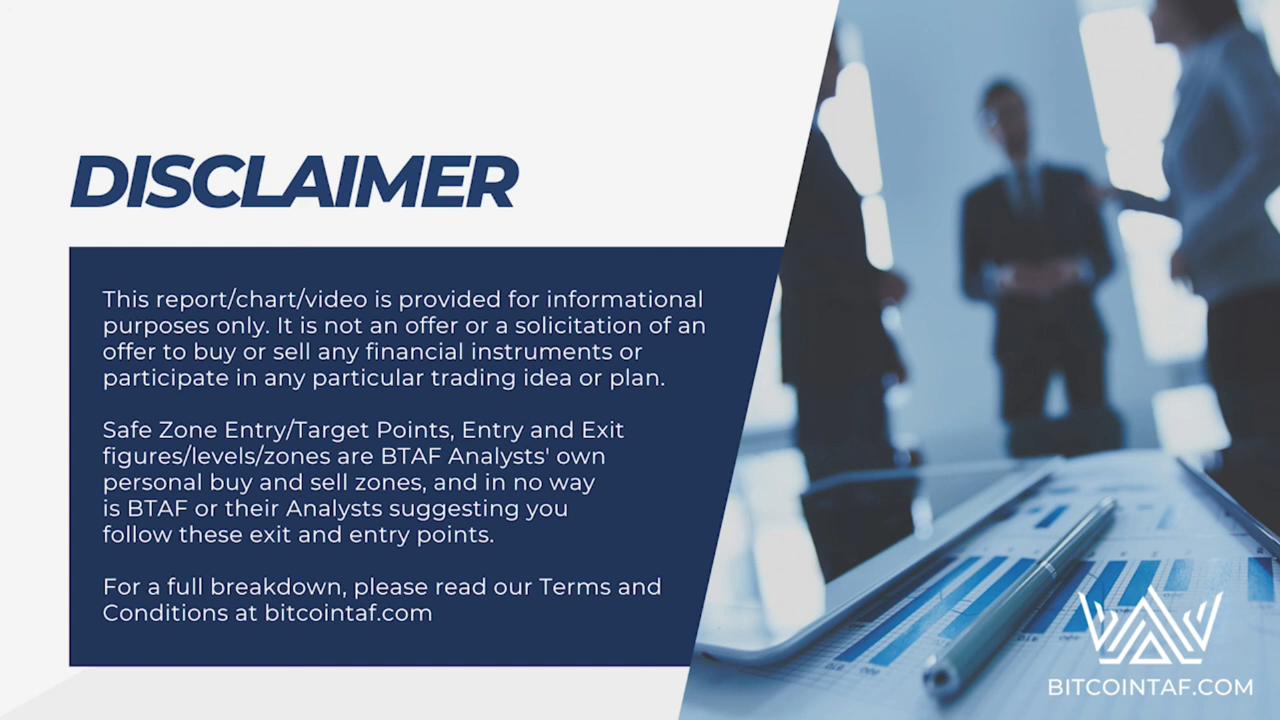 DISCLAIMER
This report/chart/video is provided for informational
purposes only. It is not an offer or a solicitation of an
offer to buy or sell any financial instruments or
participate in any particular trading idea or plan.
Safe Zone Entry/Target Points, Entry and Exit
figures/levels/zones are BTAF Analysts' own
personal buy and sell zones, and in no way
is BTAF or their Analysts suggesting you
follow these exit and entry points.
For a full breakdown, please read our Terms and
Conditions at bitcointaf.com
BITCOINTAF.COM